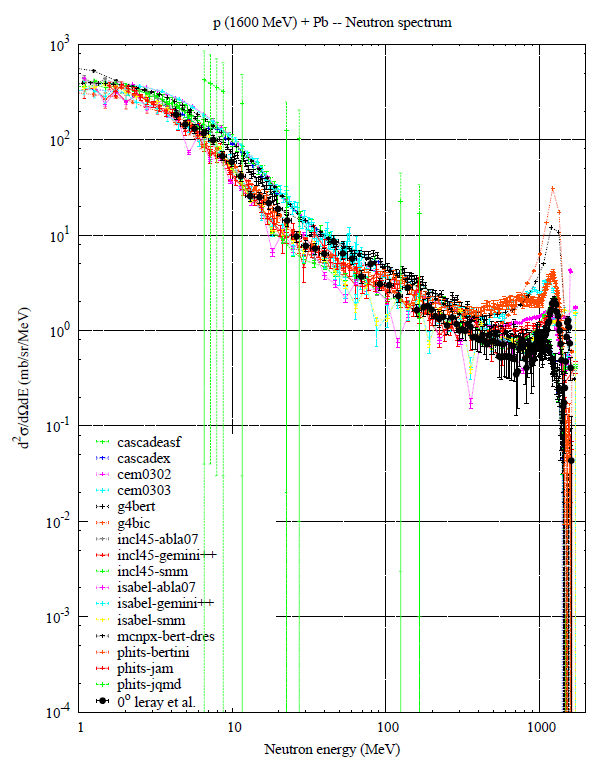 p (1600 MeV) + Pb -- Neutron spectrum
10³
10²
10¹
10⁰
10⁻¹
10⁻²
10⁻³
10⁻⁴
d²σ/dΩdE (mb/sr/MeV)
cascadeasf
cascadex
cem0302
cem0303
g4bert
g4bic
incl45-abla07
incl45-gemini++
incl45-smm
isabel-abla07
isabel-gemini++
isabel-smm
mcnpx-bert-dres
phits-bertini
phits-jam
phits-jqmd
0° leray et al.
1 10 100 1000
Neutron energy (MeV)